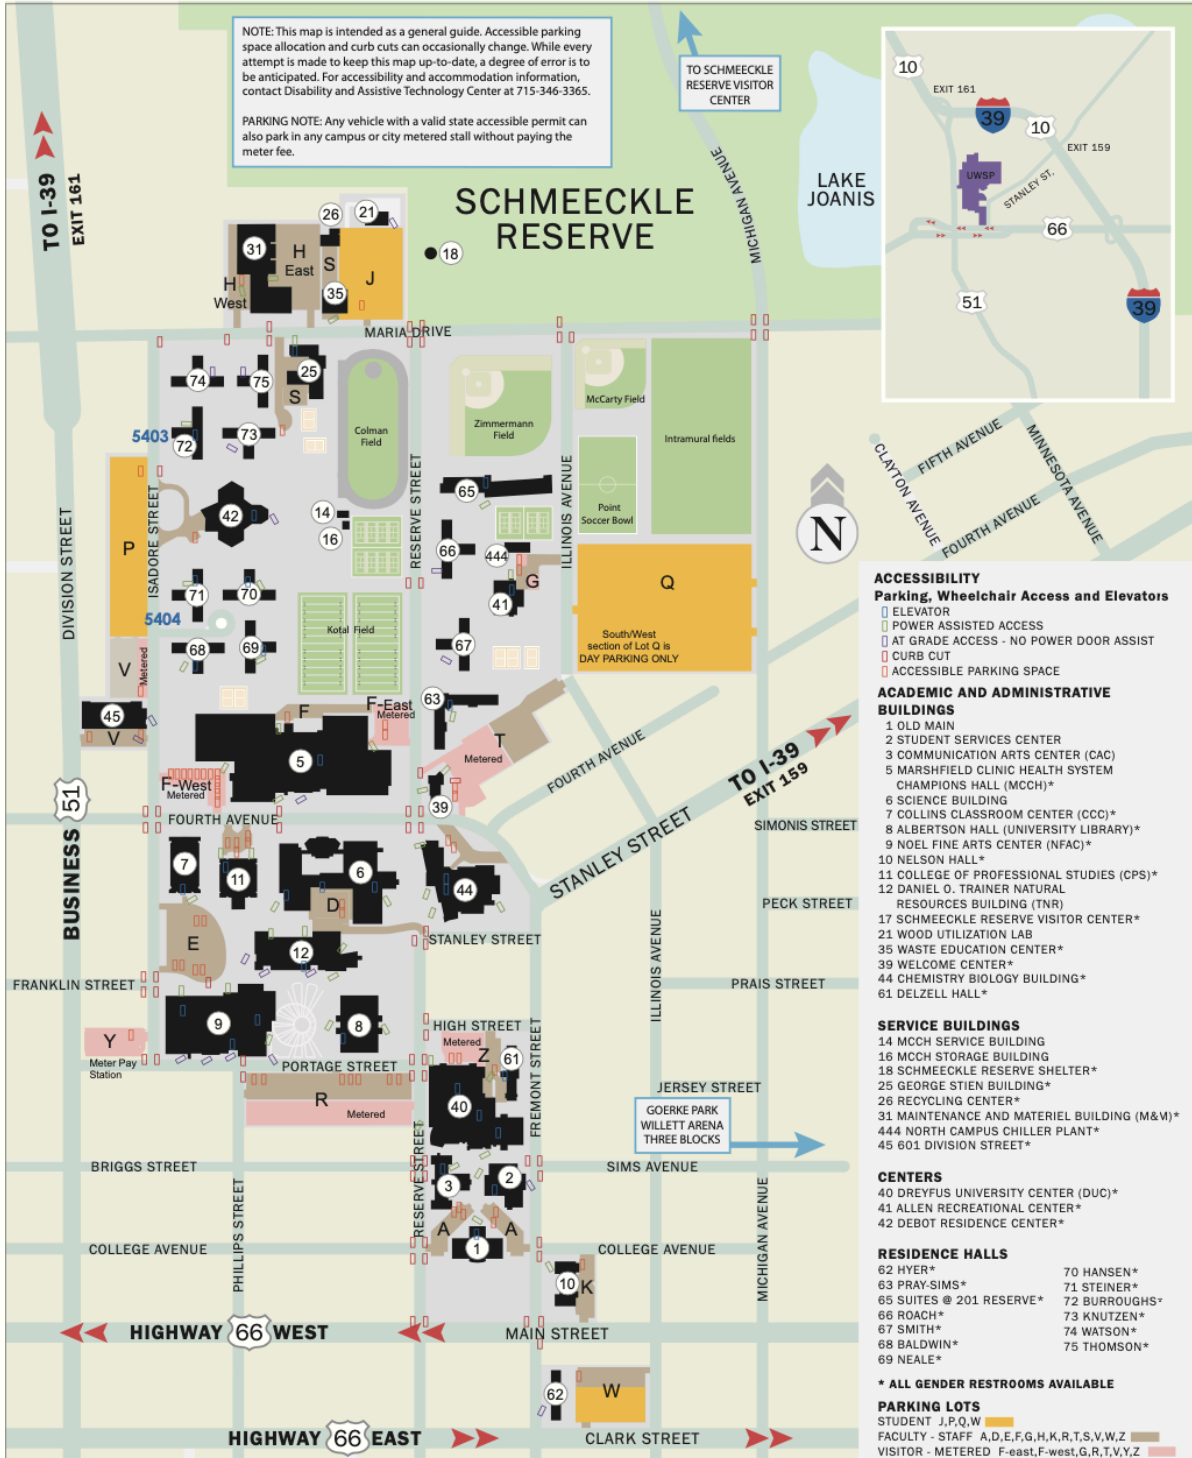 NOTE: This map is intended as a general guide. Accessible parking
space allocation and curb cuts can occasionally change. While every
attempt is made to keep this map up-to-date, a degree of error is to
be anticipated. For accessibility and accommodation information,
contact Disability and Assistive Technology Center at 715-346-3365.
PARKING NOTE: Any vehicle with a valid state accessible permit can
also park in any campus or city metered stall without paying the
meter fee.
TO SCHMEECKLE
RESERVE VISITOR
CENTER
10
EXIT 161
39
10
EXIT 159
UWSP
STANLEY ST.
66
51
39
TO I-39
EXIT 161
SCHMEECKLE
RESERVE
LAKE
JOANIS
MICHIGAN AVENUE
26
21
31
H
East
S
J
18
H
West
35
MARIA DRIVE
74
75
25
S
Colman
Field
Zimmermann
Field
McCarty Field
Intramural fields
5403
72
73
FIFTH AVENUE
CLAYTON AVENUE
MINNESOTA AVENUE
FOURTH AVENUE
N
DIVISION STREET
ISADORE STREET
P
42
14
16
RESERVE STREET
65
ILLINOIS AVENUE
Point
Soccer Bowl
66
444
G
41
Q
71
70
5404
Kotal Field
South/West
section of Lot Q is
DAY PARKING ONLY
68
69
67
V
Metered
45
V
F
F-East
Metered
63
T
Metered
5
F-West
Metered
39
FOURTH AVENUE
TO I-39
EXIT 159
BUSINESS 51
FOURTH AVENUE
STANLEY STREET
SIMONIS STREET
7
11
6
44
D
PECK STREET
E
12
STANLEY STREET
ILLINOIS AVENUE
FRANKLIN STREET
PRAIS STREET
9
8
HIGH STREET
Y
Meter Pay
Station
Metered
Z
61
FREMONT STREET
PORTAGE STREET
R
Metered
40
JERSEY STREET
GOERKE PARK
WILLETT ARENA
THREE BLOCKS
BRIGGS STREET
SIMS AVENUE
PHILLIPS STREET
RESERVE STREET
3
2
A
A
1
MICHIGAN AVENUE
COLLEGE AVENUE
COLLEGE AVENUE
10
K
HIGHWAY 66 WEST
MAIN STREET
62
W
HIGHWAY 66 EAST
CLARK STREET
ACCESSIBILITY
Parking, Wheelchair Access and Elevators
ELEVATOR
POWER ASSISTED ACCESS
AT GRADE ACCESS - NO POWER DOOR ASSIST
CURB CUT
ACCESSIBLE PARKING SPACE
ACADEMIC AND ADMINISTRATIVE
BUILDINGS
1 OLD MAIN
2 STUDENT SERVICES CENTER
3 COMMUNICATION ARTS CENTER (CAC)
5 MARSHFIELD CLINIC HEALTH SYSTEM
CHAMPIONS HALL (MCCH)*
6 SCIENCE BUILDING
7 COLLINS CLASSROOM CENTER (CCC)*
8 ALBERTSON HALL (UNIVERSITY LIBRARY)*
9 NOEL FINE ARTS CENTER (NFAC)*
10 NELSON HALL*
11 COLLEGE OF PROFESSIONAL STUDIES (CPS)*
12 DANIEL O. TRAINER NATURAL
RESOURCES BUILDING (TNR)
17 SCHMEECKLE RESERVE VISITOR CENTER*
21 WOOD UTILIZATION LAB
35 WASTE EDUCATION CENTER*
39 WELCOME CENTER*
44 CHEMISTRY BIOLOGY BUILDING*
61 DELZELL HALL*
SERVICE BUILDINGS
14 MCCH SERVICE BUILDING
16 MCCH STORAGE BUILDING
18 SCHMEECKLE RESERVE SHELTER*
25 GEORGE STIEN BUILDING*
26 RECYCLING CENTER*
31 MAINTENANCE AND MATERIEL BUILDING (M&M)*
444 NORTH CAMPUS CHILLER PLANT*
45 601 DIVISION STREET*
CENTERS
40 DREYFUS UNIVERSITY CENTER (DUC)*
41 ALLEN RECREATIONAL CENTER*
42 DEBOT RESIDENCE CENTER*
RESIDENCE HALLS
62 HYER*
63 PRAY-SIMS*
65 SUITES @ 201 RESERVE*
66 ROACH*
67 SMITH*
68 BALDWIN*
69 NEALE*
70 HANSEN*
71 STEINER*
72 BURROUGHS*
73 KNUTZEN*
74 WATSON*
75 THOMSON*
* ALL GENDER RESTROOMS AVAILABLE
PARKING LOTS
STUDENT J,P,Q,W
FACULTY - STAFF A,D,E,F,G,H,K,R,T,S,V,W,Z
VISITOR - METERED F-east,F-west,G,R,T,V,Y,Z